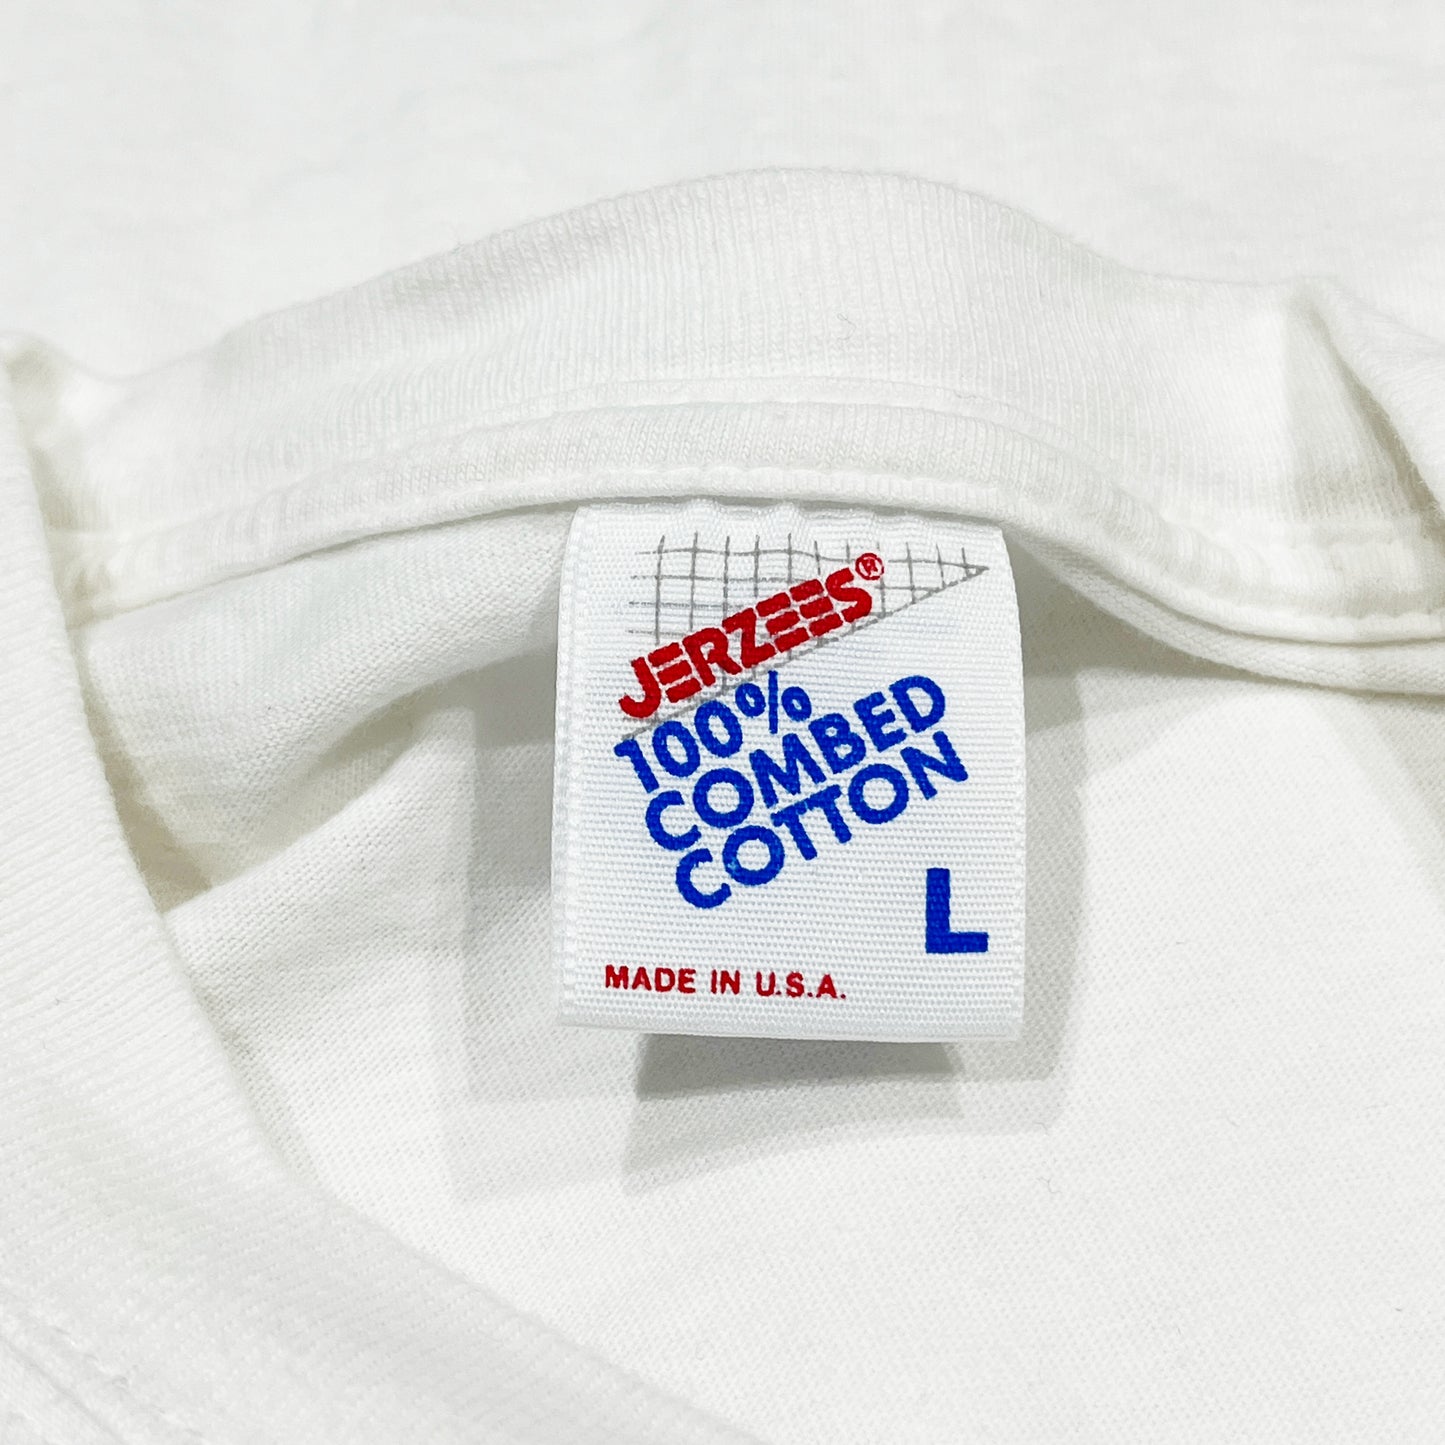 JERZEES®
100%
COMBED
COTTON
L
MADE IN U.S.A.